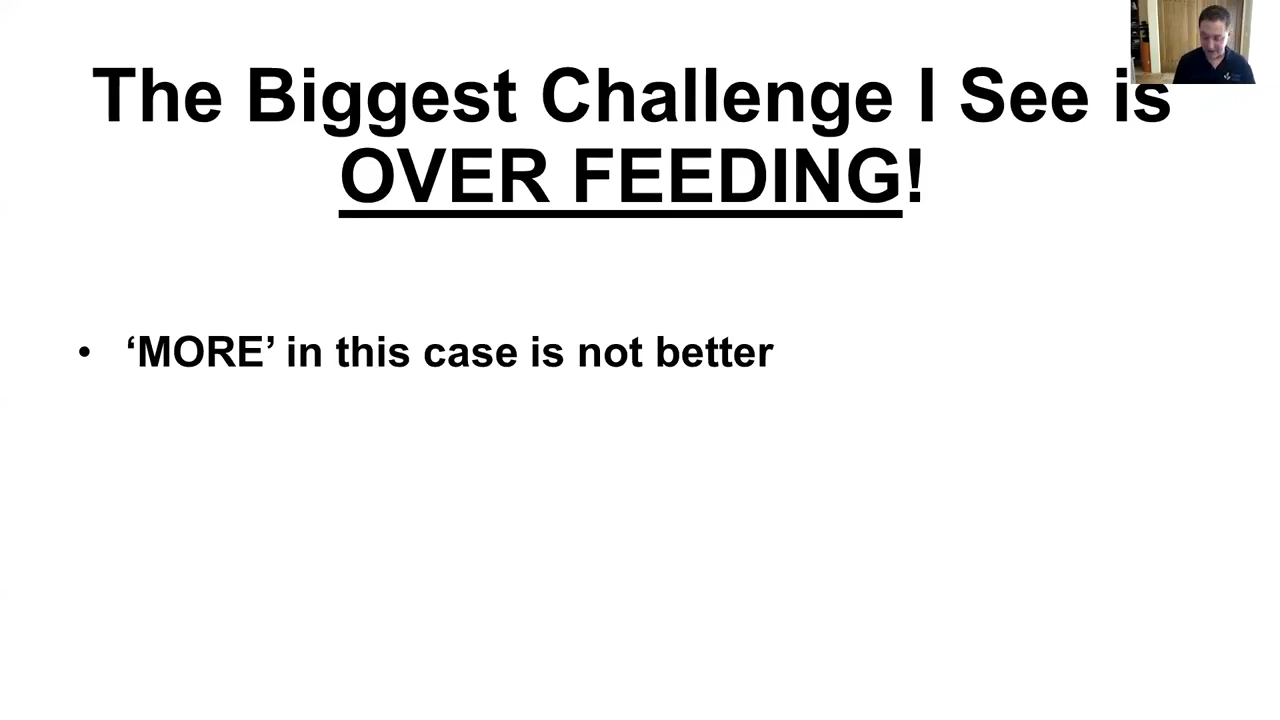 The Biggest Challenge I See is
OVER FEEDING!
• ‘MORE’ in this case is not better